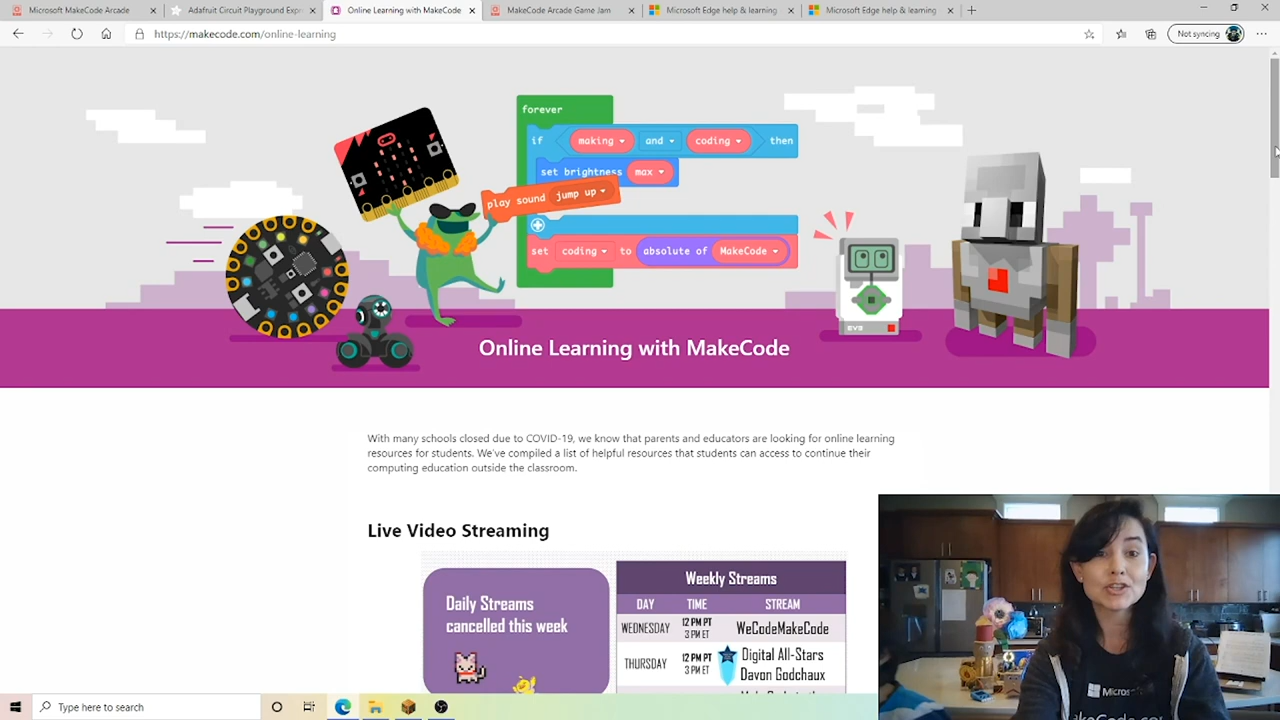 Microsoft MakeCode Arcade
Adafruit Circuit Playground Expr
Online Learning with MakeCode
MakeCode Arcade Game Jam
Microsoft Edge help & learning
Microsoft Edge help & learning
https://makecode.com/online-learning
Not syncing
forever
if making and coding then
set brightness max
play sound jump up
set coding to absolute of MakeCode
EV3
Online Learning with MakeCode
With many schools closed due to COVID-19, we know that parents and educators are looking for online learning
resources for students. We've compiled a list of helpful resources that students can access to continue their
computing education outside the classroom.
Live Video Streaming
Daily Streams
cancelled this week
Weekly Streams
DAY TIME STREAM
WEDNESDAY 12 PM PT 3 PM ET WeCodeMakeCode
THURSDAY 12 PM PT 3 PM ET Digital All-Stars
Davon Godchaux
Type here to search